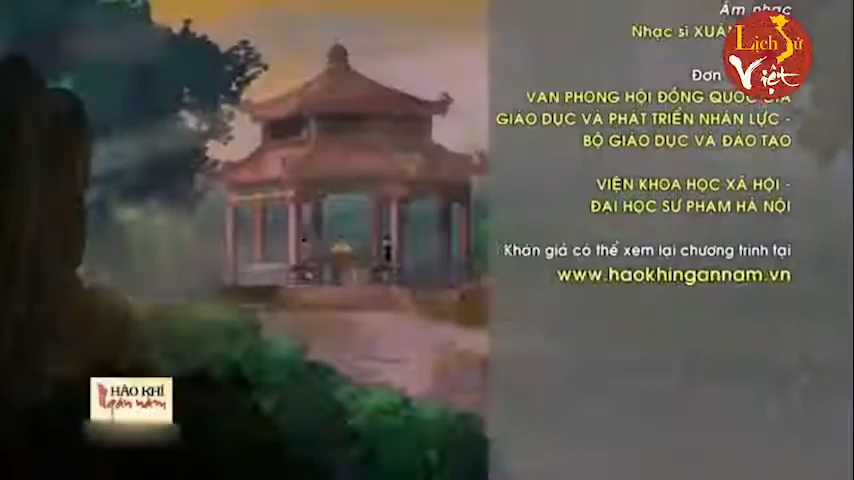 Âm nhạc
Nhạc sĩ XUÂN
Lịch Sử
Việt
Đơn
VĂN PHÒNG HỘI ĐỒNG QUỐC GIA
GIÁO DỤC VÀ PHÁT TRIỂN NHÂN LỰC -
BỘ GIÁO DỤC VÀ ĐÀO TẠO
VIỆN KHOA HỌC XÃ HỘI -
ĐẠI HỌC SƯ PHẠM HÀ NỘI
Khán giả có thể xem lại chương trình tại
www.haokhingannam.vn
HÀO KHÍ
Ngàn năm